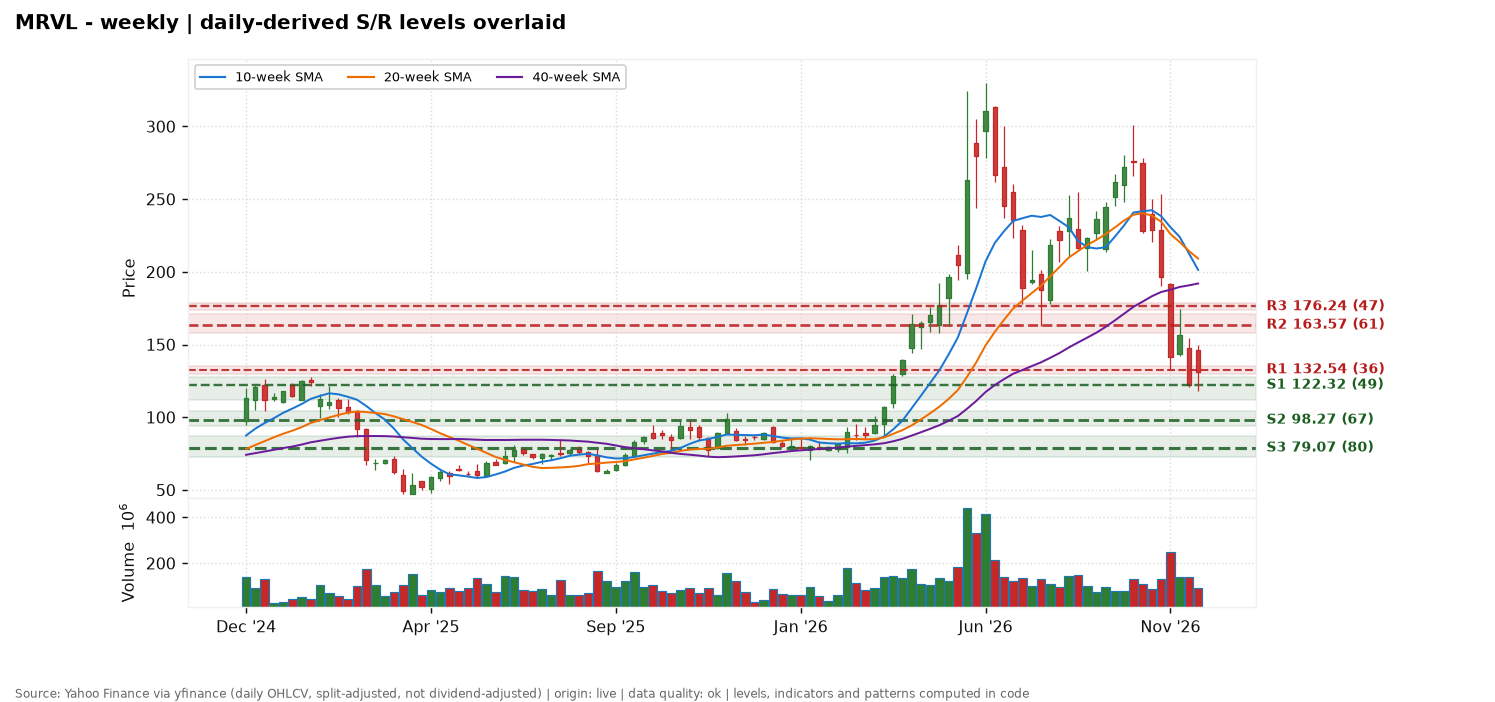 MRVL - weekly | daily-derived S/R levels overlaid
10-week SMA 20-week SMA 40-week SMA
Price
300
250
200
150
100
50
R3 176.24 (47)
R2 163.57 (61)
R1 132.54 (36)
S1 122.32 (49)
S2 98.27 (67)
S3 79.07 (80)
Volume 10⁶
400
200
Dec '24 Apr '25 Sep '25 Jan '26 Jun '26 Nov '26
Source: Yahoo Finance via yfinance (daily OHLCV, split-adjusted, not dividend-adjusted) | origin: live | data quality: ok | levels, indicators and patterns computed in code